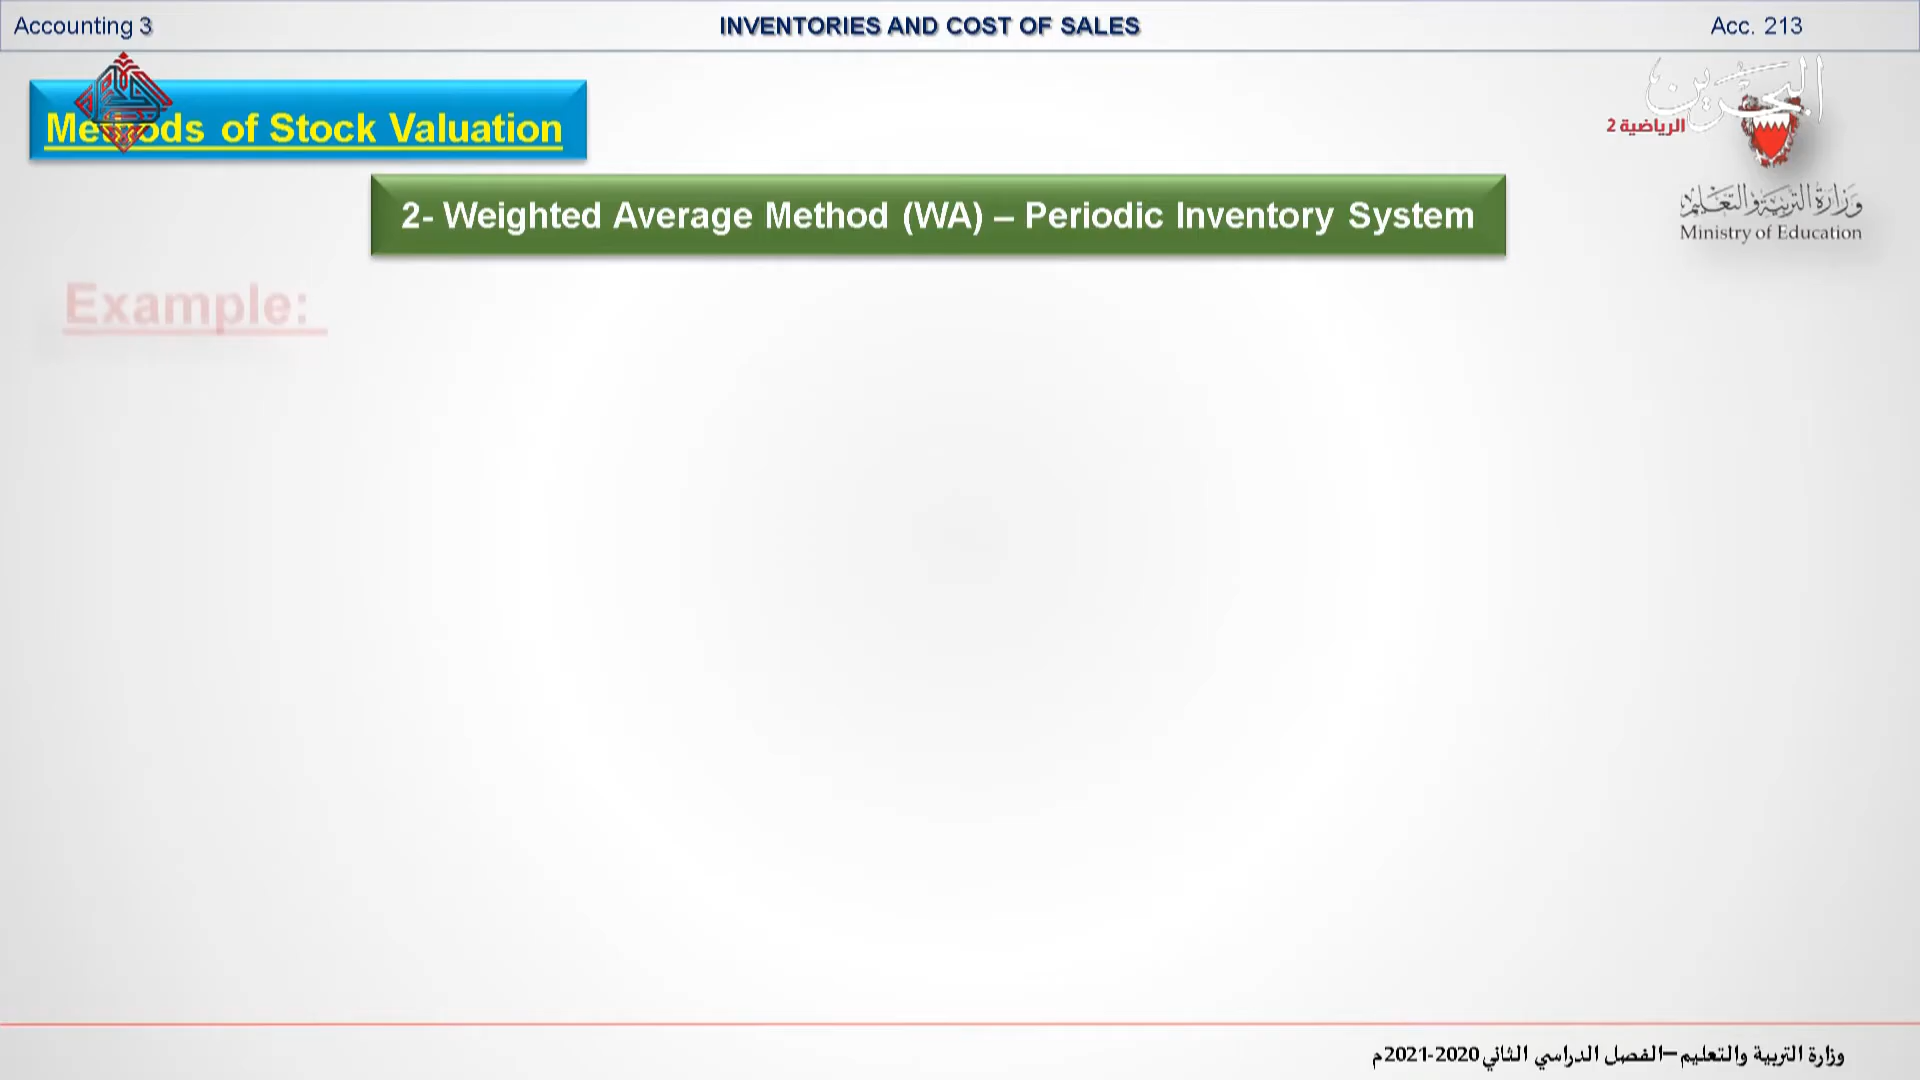 Accounting 3 INVENTORIES AND COST OF SALES Acc. 213
Methods of Stock Valuation
البحرين
الرياضية 2
2- Weighted Average Method (WA) – Periodic Inventory System
وزارة التربية والتعليم
Ministry of Education
Example:
وزارة التربية والتعليم –الفصل الدراسي الثاني 2020-2021م